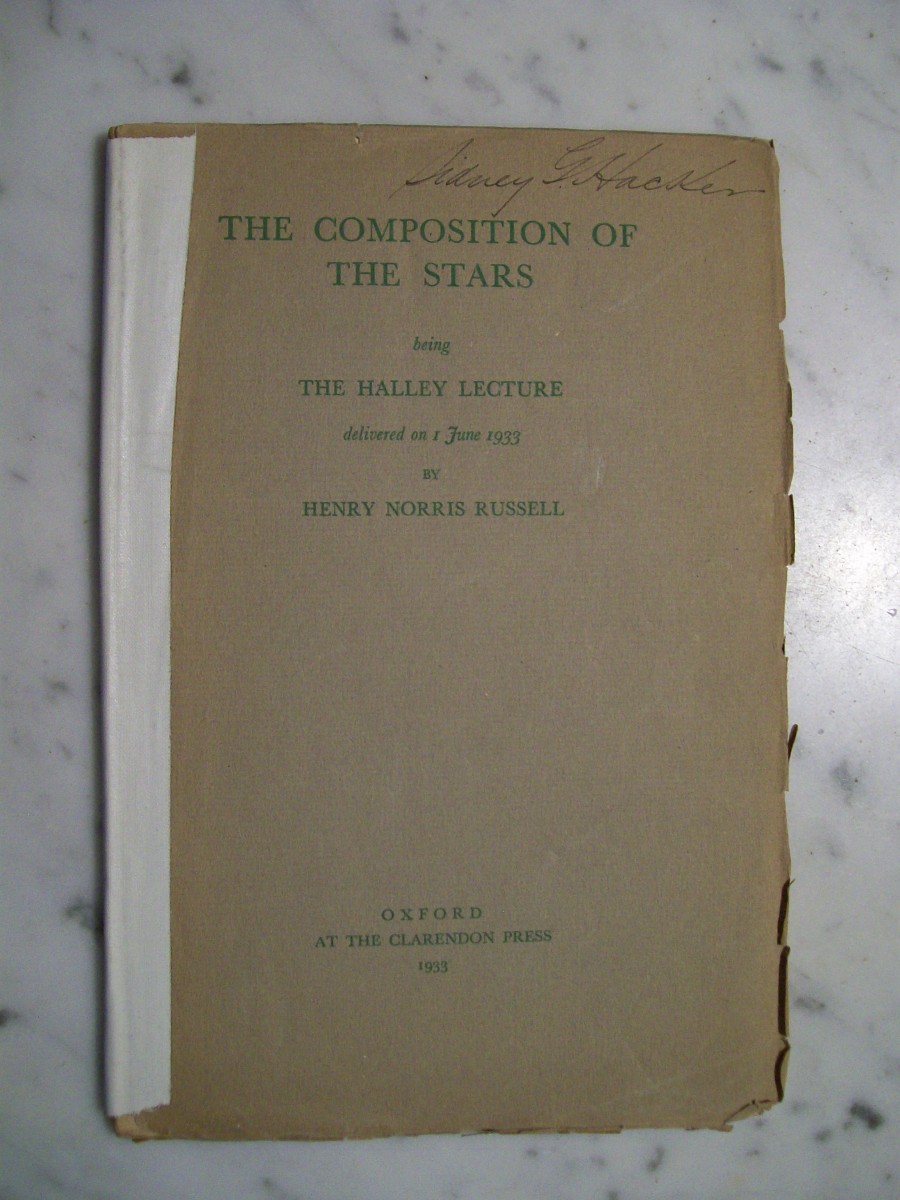 Sidney G. Hacker
THE COMPOSITION OF
THE STARS
being
THE HALLEY LECTURE
delivered on 1 June 1933
BY
HENRY NORRIS RUSSELL
OXFORD
AT THE CLARENDON PRESS
1933